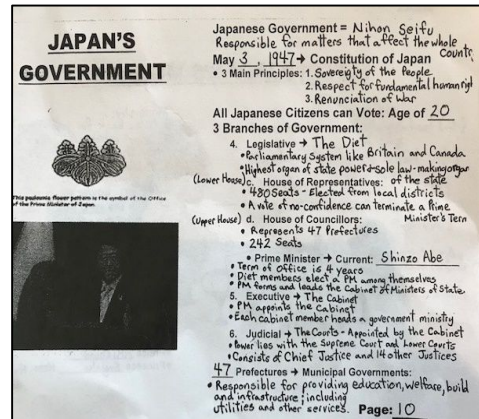 JAPAN'S
GOVERNMENT
This paulownia flower pattern is the symbol of the Office
of the Prime Minister of Japan.
Japanese Government = Nihon Seifu
Responsible for matters that affect the whole
Country
May 3, 1947 → Constitution of Japan
• 3 Main Principles: 1. Sovereignty of the People
2. Respect for fundamental human right
3. Renunciation of War
All Japanese Citizens can Vote: Age of 20
3 Branches of Government:
4. Legislative → The Diet
• Parliamentary System like Britain and Canada
• Highest organ of state power & sole law-making organ
of the state
(Lower House) c. House of Representatives:
• 480 Seats - Elected from local districts
• A vote of no-confidence can terminate a Prime
Minister's Term
(Upper House) d. House of Councillors:
• Represents 47 Prefectures
• 242 Seats
• Prime Minister → Current: Shinzo Abe
• Term of Office is 4 years
• Diet members elect a PM among themselves
• PM forms and leads the Cabinet of Ministers of State
5. Executive → The Cabinet
• PM appoints the Cabinet
• Each cabinet member heads a government ministry
6. Judicial → The Courts - Appointed by the Cabinet
• Power lies with the Supreme Court and Lower Courts
• Consists of Chief Justice and 14 other Justices
47 Prefectures → Municipal Governments:
• Responsible for providing education, welfare, build
and infrastructure; including
utilities and other services.
Page: 10